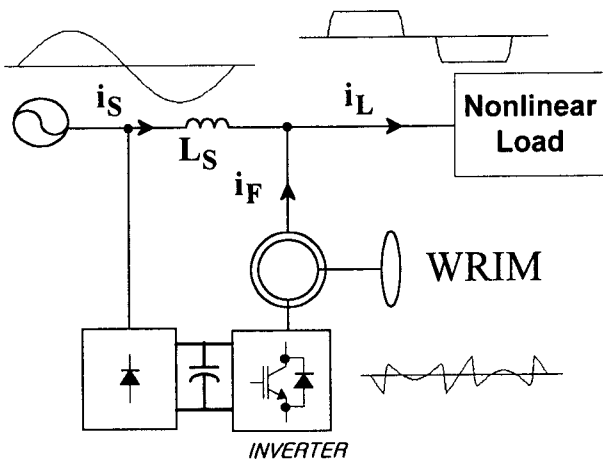 i_S
L_S
i_L
Nonlinear
Load
i_F
WRIM
INVERTER